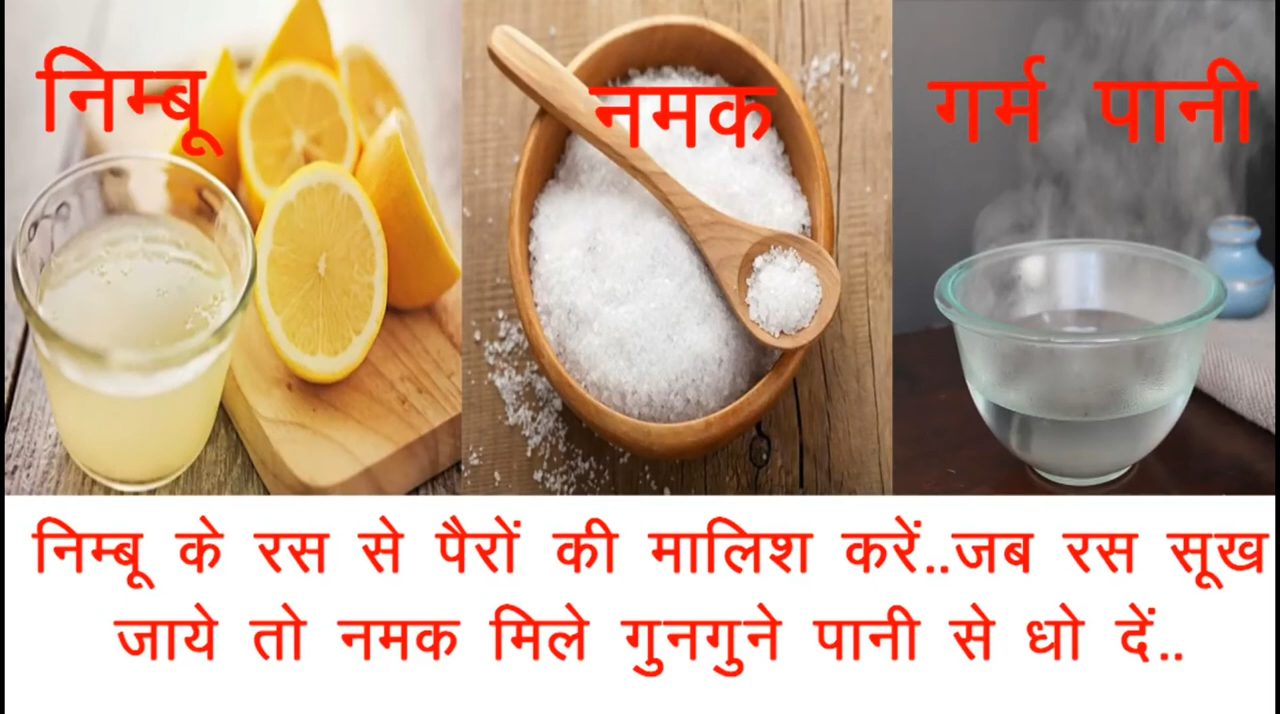 निम्बू
नमक
गर्म पानी
निम्बू के रस से पैरों की मालिश करें..जब रस सूख
जाये तो नमक मिले गुनगुने पानी से धो दें..